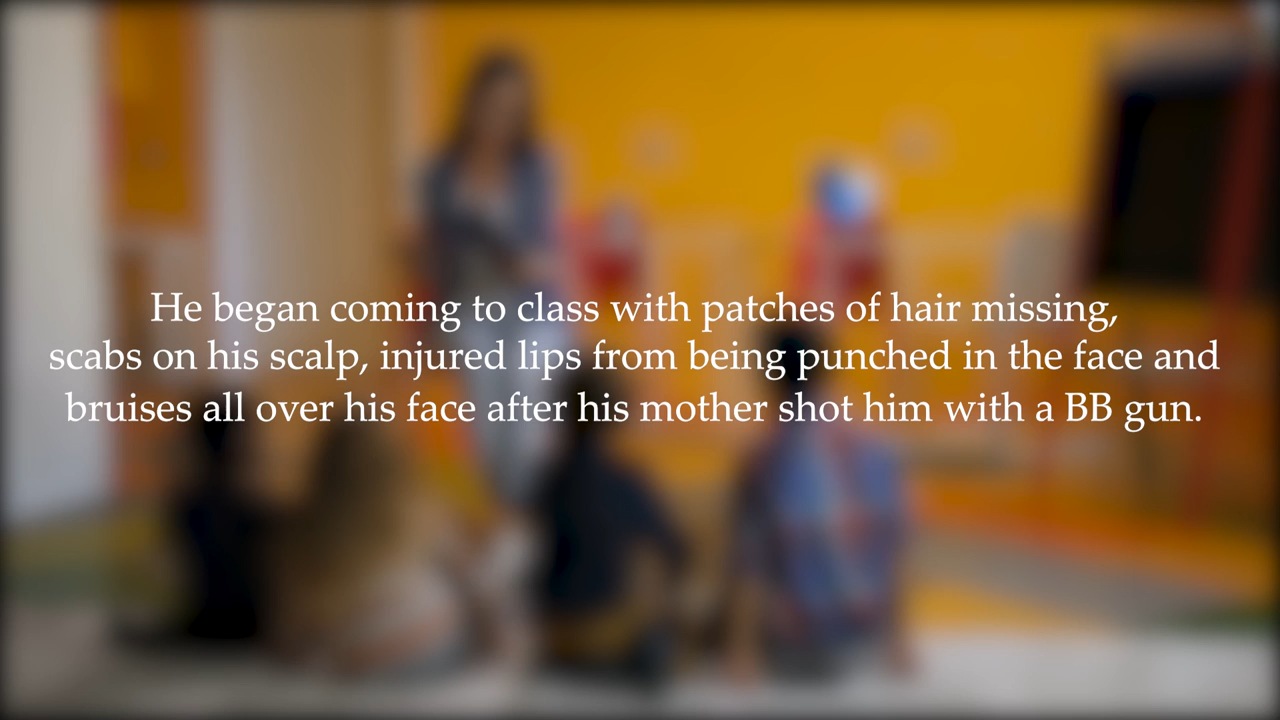 He began coming to class with patches of hair missing,
scabs on his scalp, injured lips from being punched in the face and
bruises all over his face after his mother shot him with a BB gun.